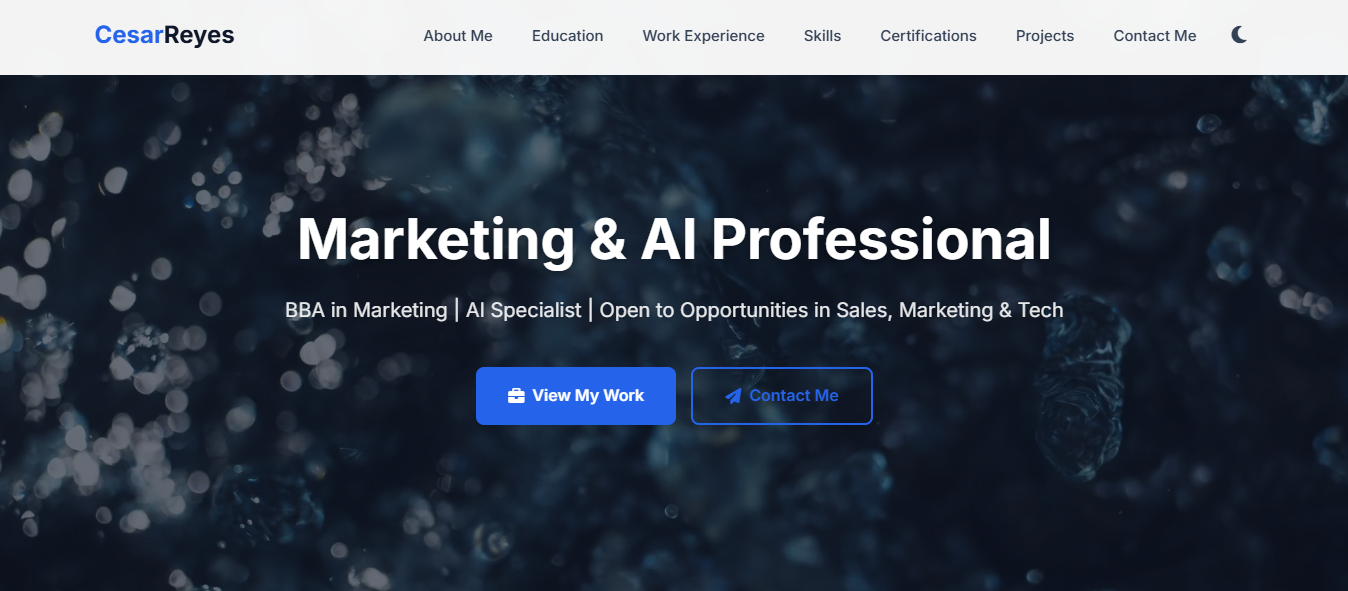 CesarReyes
About Me Education Work Experience Skills Certifications Projects Contact Me
Marketing & AI Professional
BBA in Marketing | AI Specialist | Open to Opportunities in Sales, Marketing & Tech
View My Work Contact Me